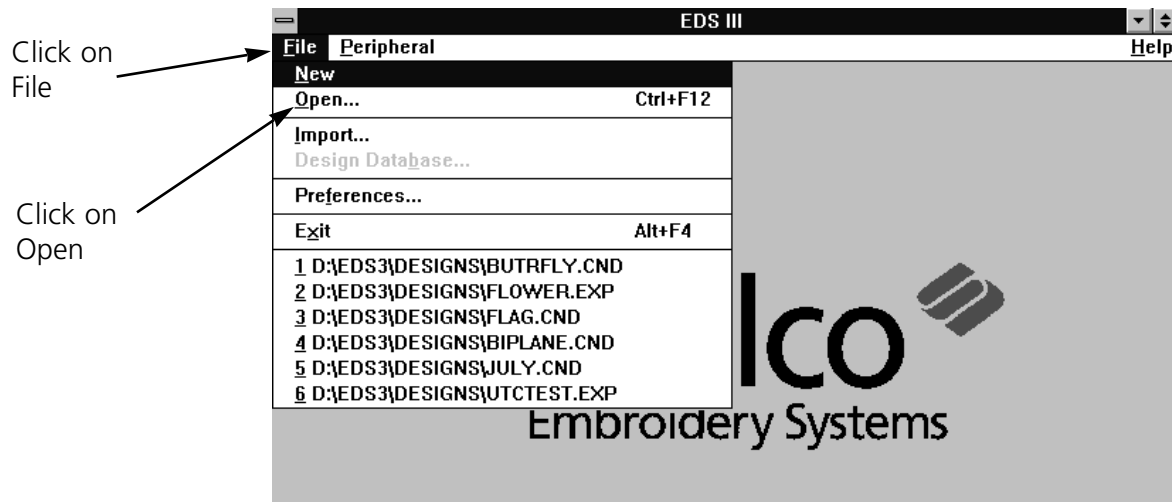 EDS III
Click on
File
File Peripheral Help
New
Open... Ctrl+F12
Import...
Design Database...
Preferences...
Click on
Open
Exit Alt+F4
1 D:\EDS3\DESIGNS\BUTRFLY.CND
2 D:\EDS3\DESIGNS\FLOWER.EXP
3 D:\EDS3\DESIGNS\FLAG.CND
4 D:\EDS3\DESIGNS\BIPLANE.CND
5 D:\EDS3\DESIGNS\JULY.CND
6 D:\EDS3\DESIGNS\UTCTEST.EXP
lco
Embroidery Systems